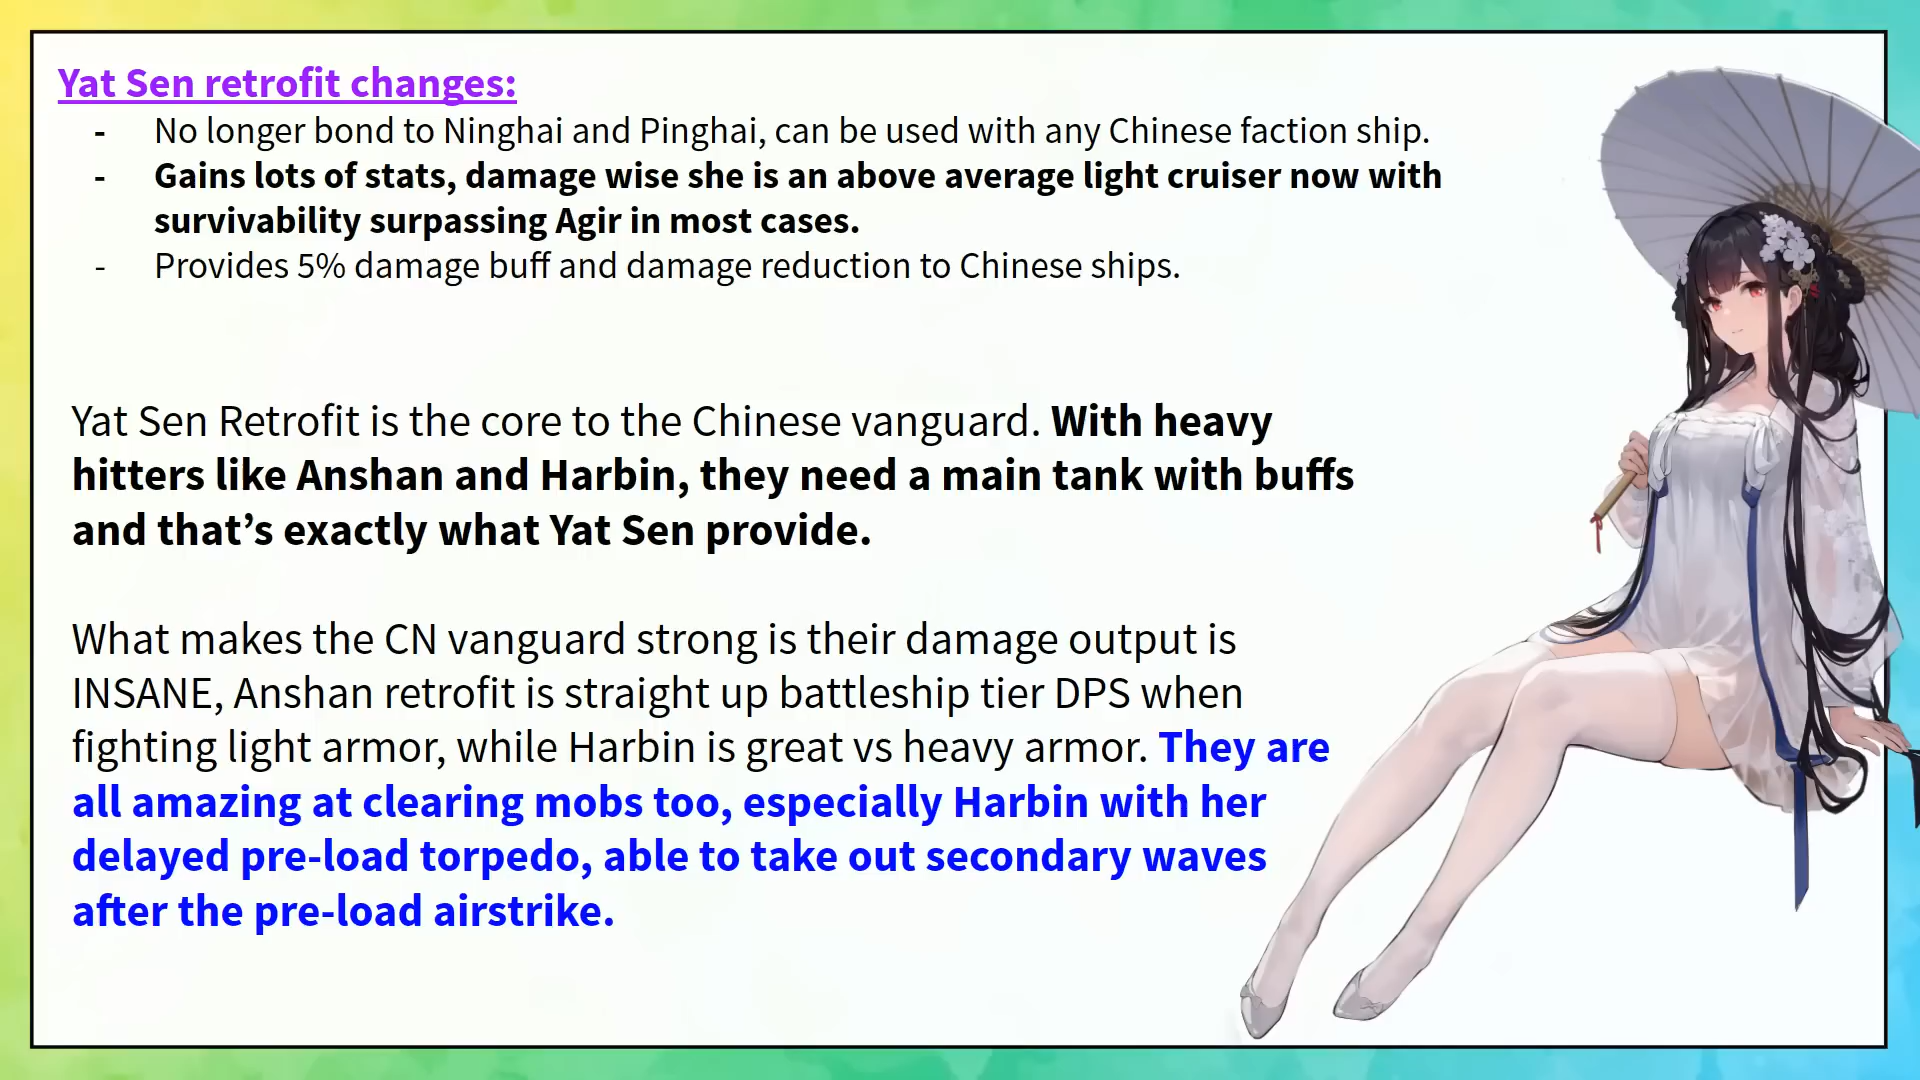 Yat Sen retrofit changes:
- No longer bond to Ninghai and Pinghai, can be used with any Chinese faction ship.
- Gains lots of stats, damage wise she is an above average light cruiser now with
survivability surpassing Agir in most cases.
- Provides 5% damage buff and damage reduction to Chinese ships.
Yat Sen Retrofit is the core to the Chinese vanguard. With heavy
hitters like Anshan and Harbin, they need a main tank with buffs
and that’s exactly what Yat Sen provide.
What makes the CN vanguard strong is their damage output is
INSANE, Anshan retrofit is straight up battleship tier DPS when
fighting light armor, while Harbin is great vs heavy armor. They are
all amazing at clearing mobs too, especially Harbin with her
delayed pre-load torpedo, able to take out secondary waves
after the pre-load airstrike.